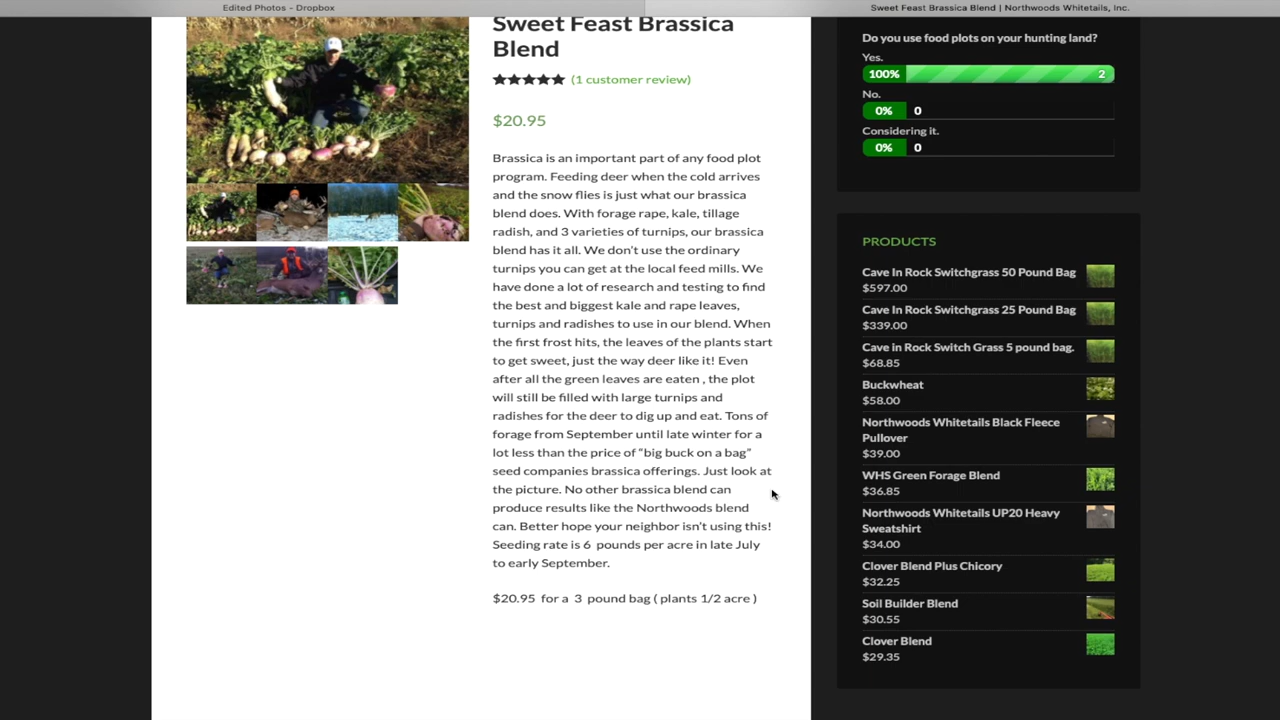 Edited Photos - Dropbox
Sweet Feast Brassica Blend | Northwoods Whitetails, Inc.
Sweet Feast Brassica
Blend
(1 customer review)
$20.95
Brassica is an important part of any food plot
program. Feeding deer when the cold arrives
and the snow flies is just what our brassica
blend does. With forage rape, kale, tillage
radish, and 3 varieties of turnips, our brassica
blend has it all. We don't use the ordinary
turnips you can get at the local feed mills. We
have done a lot of research and testing to find
the best and biggest kale and rape leaves,
turnips and radishes to use in our blend. When
the first frost hits, the leaves of the plants start
to get sweet, just the way deer like it! Even
after all the green leaves are eaten , the plot
will still be filled with large turnips and
radishes for the deer to dig up and eat. Tons of
forage from September until late winter for a
lot less than the price of “big buck on a bag”
seed companies brassica offerings. Just look at
the picture. No other brassica blend can
produce results like the Northwoods blend
can. Better hope your neighbor isn't using this!
Seeding rate is 6 pounds per acre in late July
to early September.
$20.95 for a 3 pound bag ( plants 1/2 acre )
Do you use food plots on your hunting land?
Yes.
100% 2
No.
0% 0
Considering it.
0% 0
PRODUCTS
Cave In Rock Switchgrass 50 Pound Bag
$597.00
Cave In Rock Switchgrass 25 Pound Bag
$339.00
Cave in Rock Switch Grass 5 pound bag.
$68.85
Buckwheat
$58.00
Northwoods Whitetails Black Fleece
Pullover
$39.00
WHS Green Forage Blend
$36.85
Northwoods Whitetails UP20 Heavy
Sweatshirt
$34.00
Clover Blend Plus Chicory
$32.25
Soil Builder Blend
$30.55
Clover Blend
$29.35